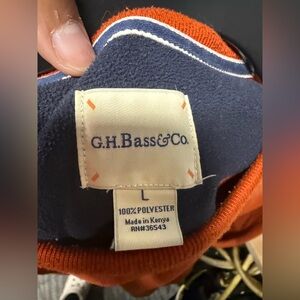 G.H.Bass&Co.
L
100% POLYESTER
Made in Kenya
RN#36543